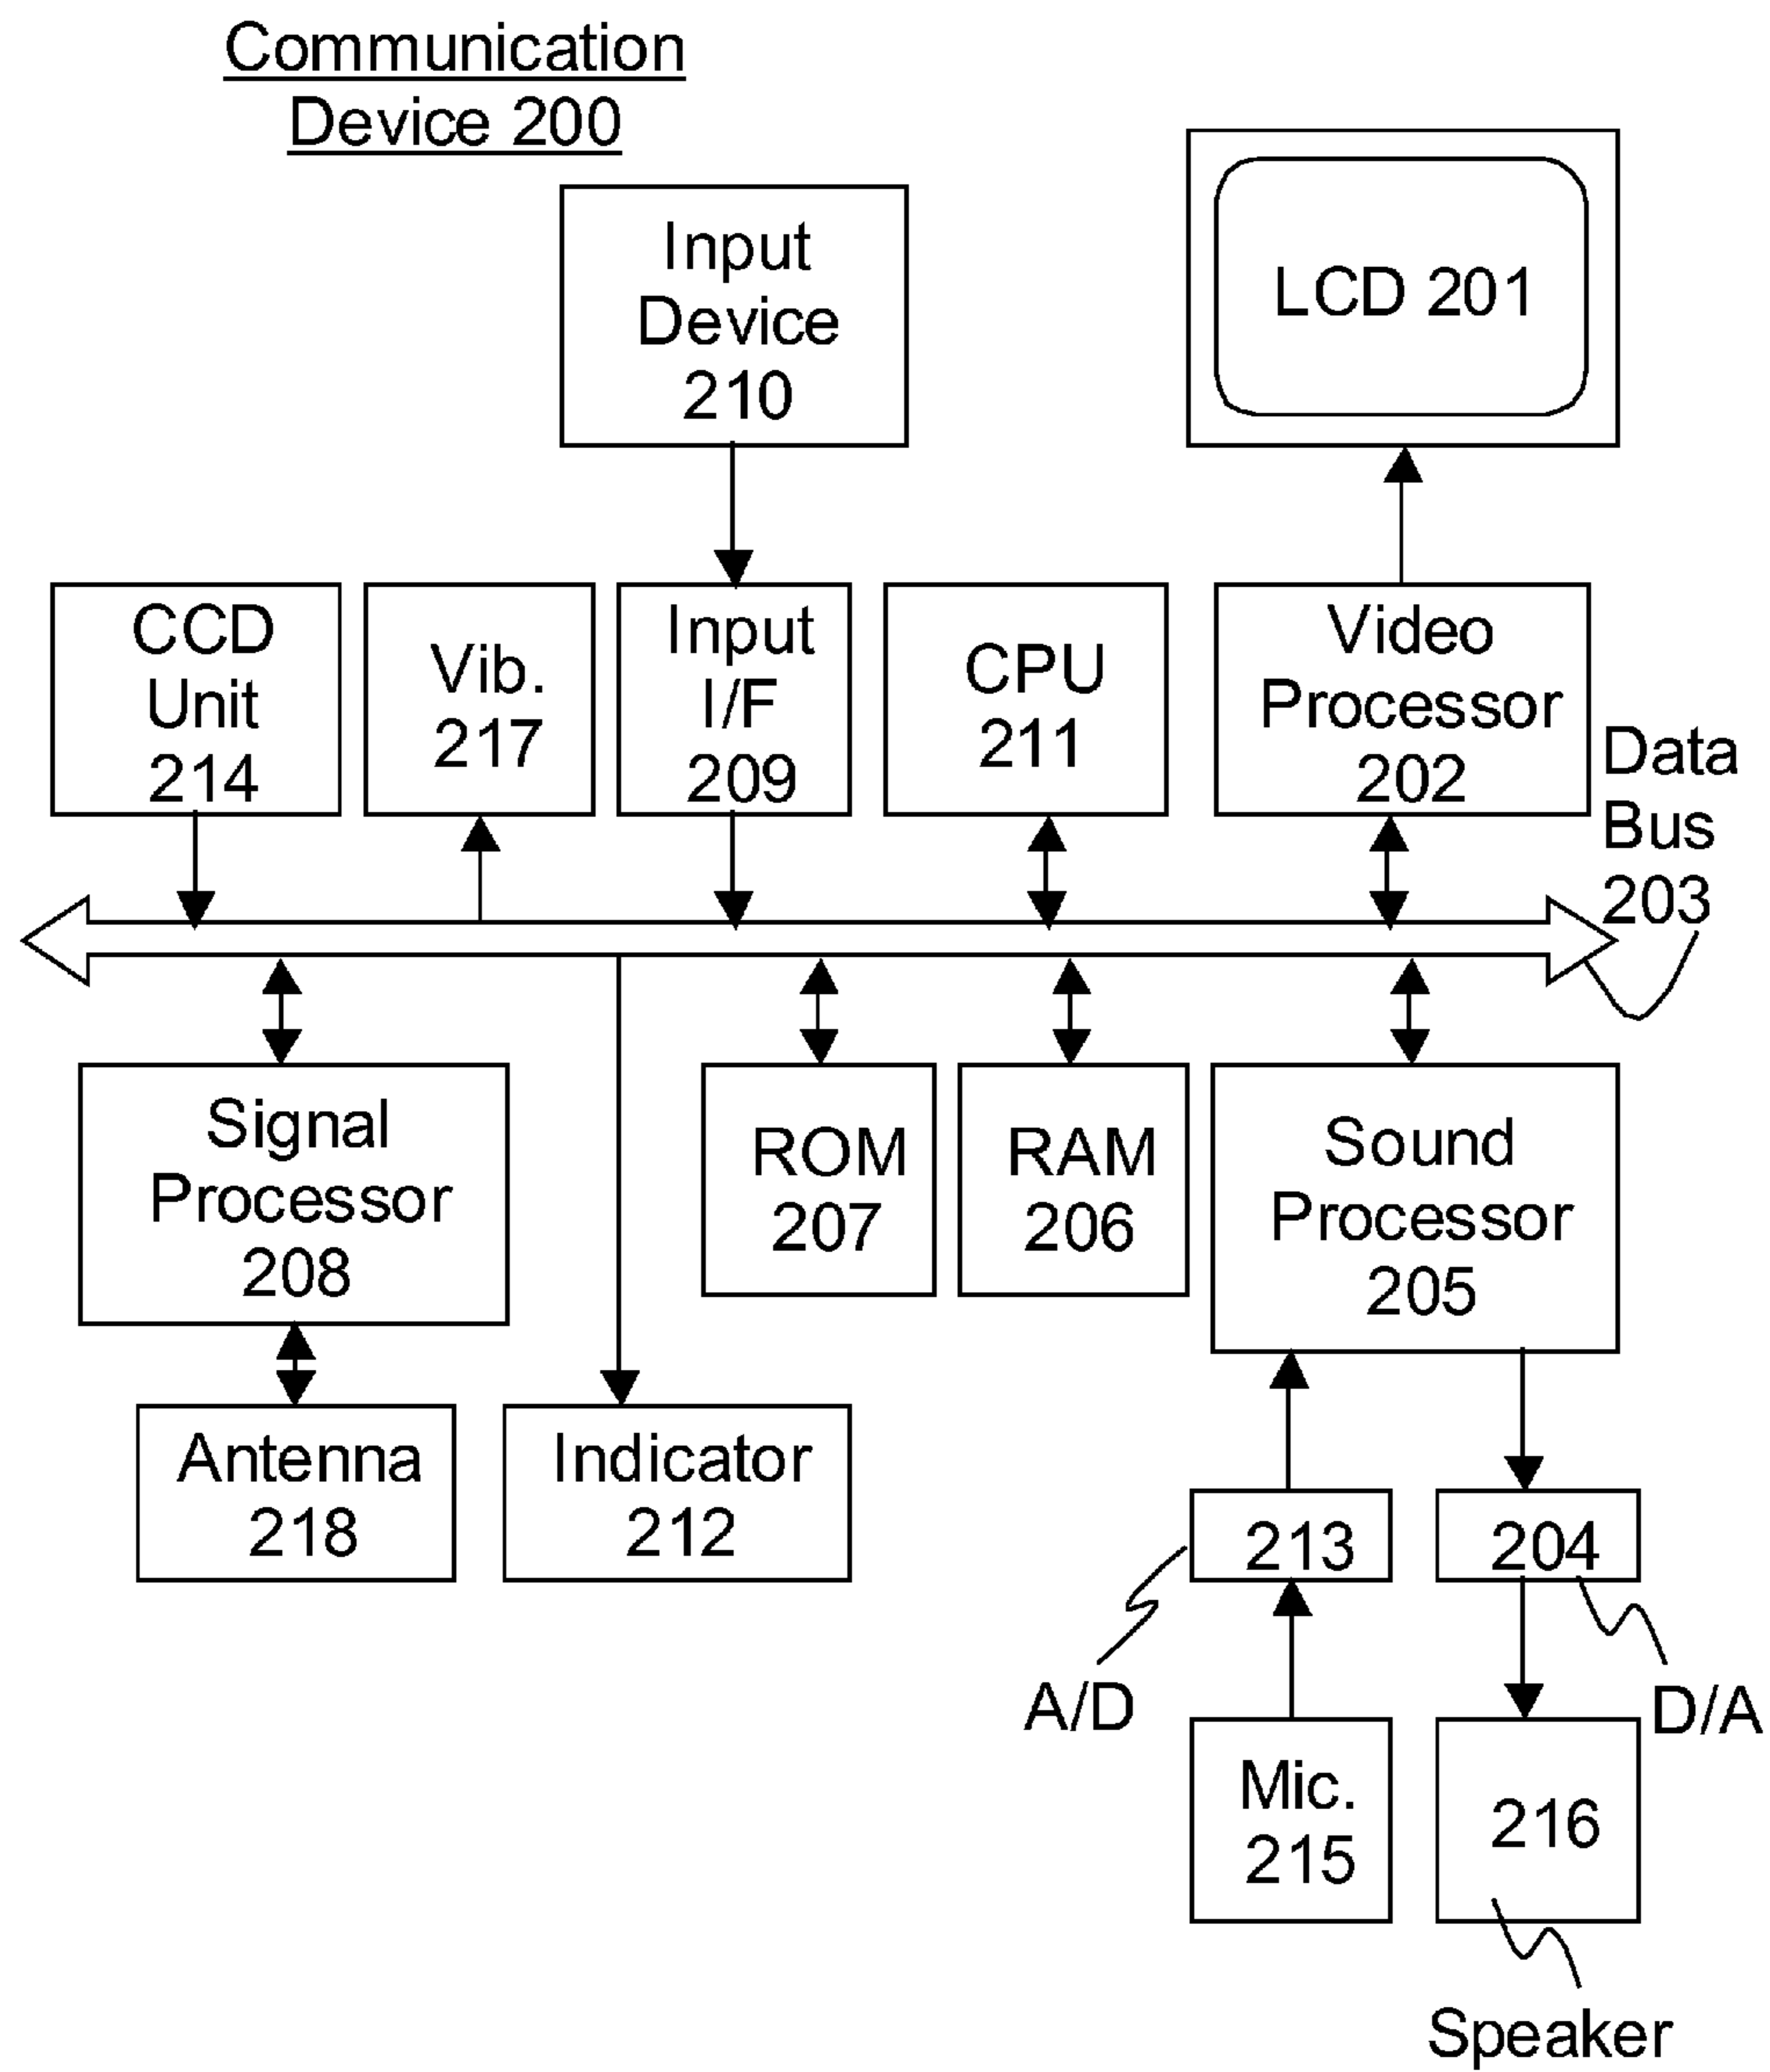 Communication
Device 200
Input
Device
210
LCD 201
CCD
Unit
214
Vib.
217
Input
I/F
209
CPU
211
Video
Processor
202
Data
Bus
203
Signal
Processor
208
ROM
207
RAM
206
Sound
Processor
205
Antenna
218
Indicator
212
213
204
A/D
D/A
Mic.
215
216
Speaker